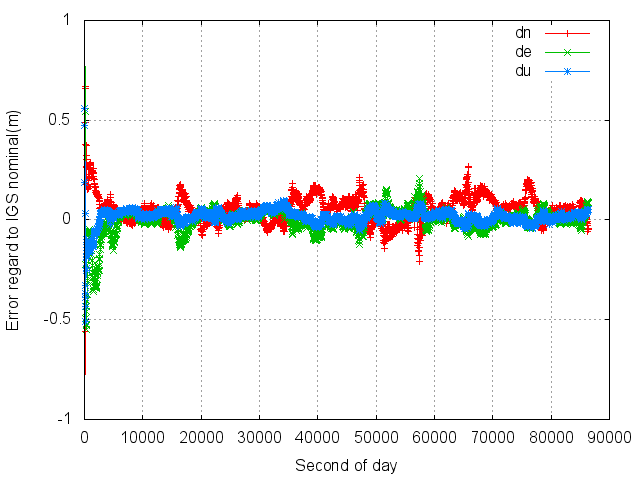 1
0.5
0
-0.5
-1
0 10000 20000 30000 40000 50000 60000 70000 80000 90000
Error regard to IGS nominal(m)
Second of day
dn
de
du